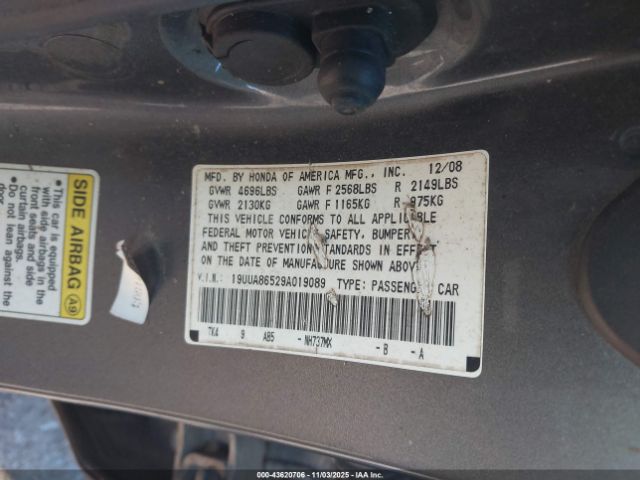 MFD. BY HONDA OF AMERICA MFG., INC. 12/08
GVWR 4696LBS GAWR F 2568LBS R 2149LBS
GVWR 2130KG GAWR F 1165KG R 975KG
THIS VEHICLE CONFORMS TO ALL APPLICABLE
FEDERAL MOTOR VEHICLE SAFETY, BUMPER
AND THEFT PREVENTION STANDARDS IN EFFECT
ON THE DATE OF MANUFACTURE SHOWN ABOVE
V.I.N.: 19UUA86529A019089 TYPE: PASSENGER CAR
TK4 9 AB5 - NH737MX - B - A
SIDE AIRBAG A9
•This car is equipped
with side airbags in the
front seats and side
curtain airbags.
•Do not lean against the
door.
000-43620706 | 11/03/2025 | IAA Inc.